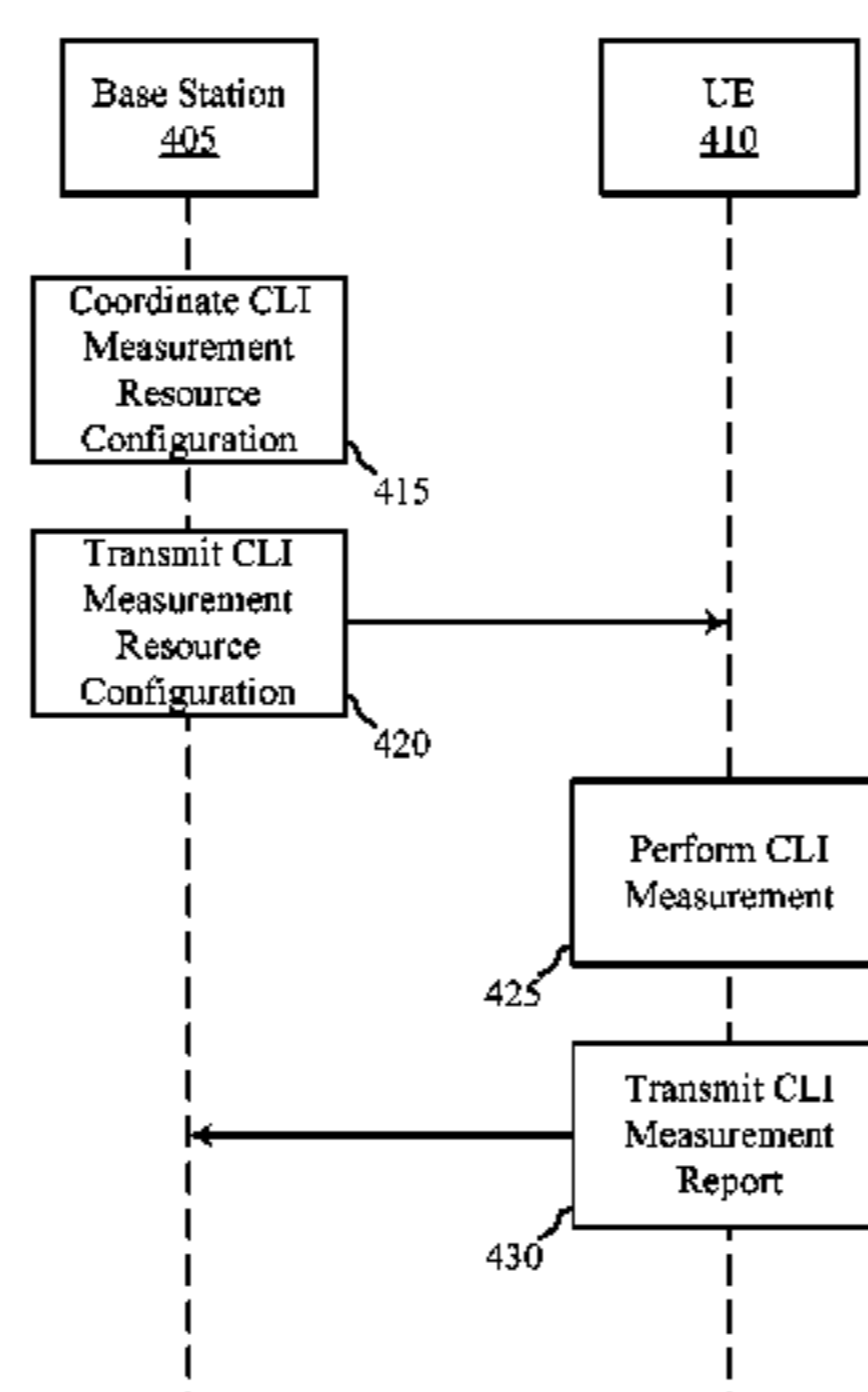 Base Station
405
UE
410
Coordinate CLI
Measurement
Resource
Configuration
415
Transmit CLI
Measurement
Resource
Configuration
420
Perform CLI
Measurement
425
Transmit CLI
Measurement
Report
430